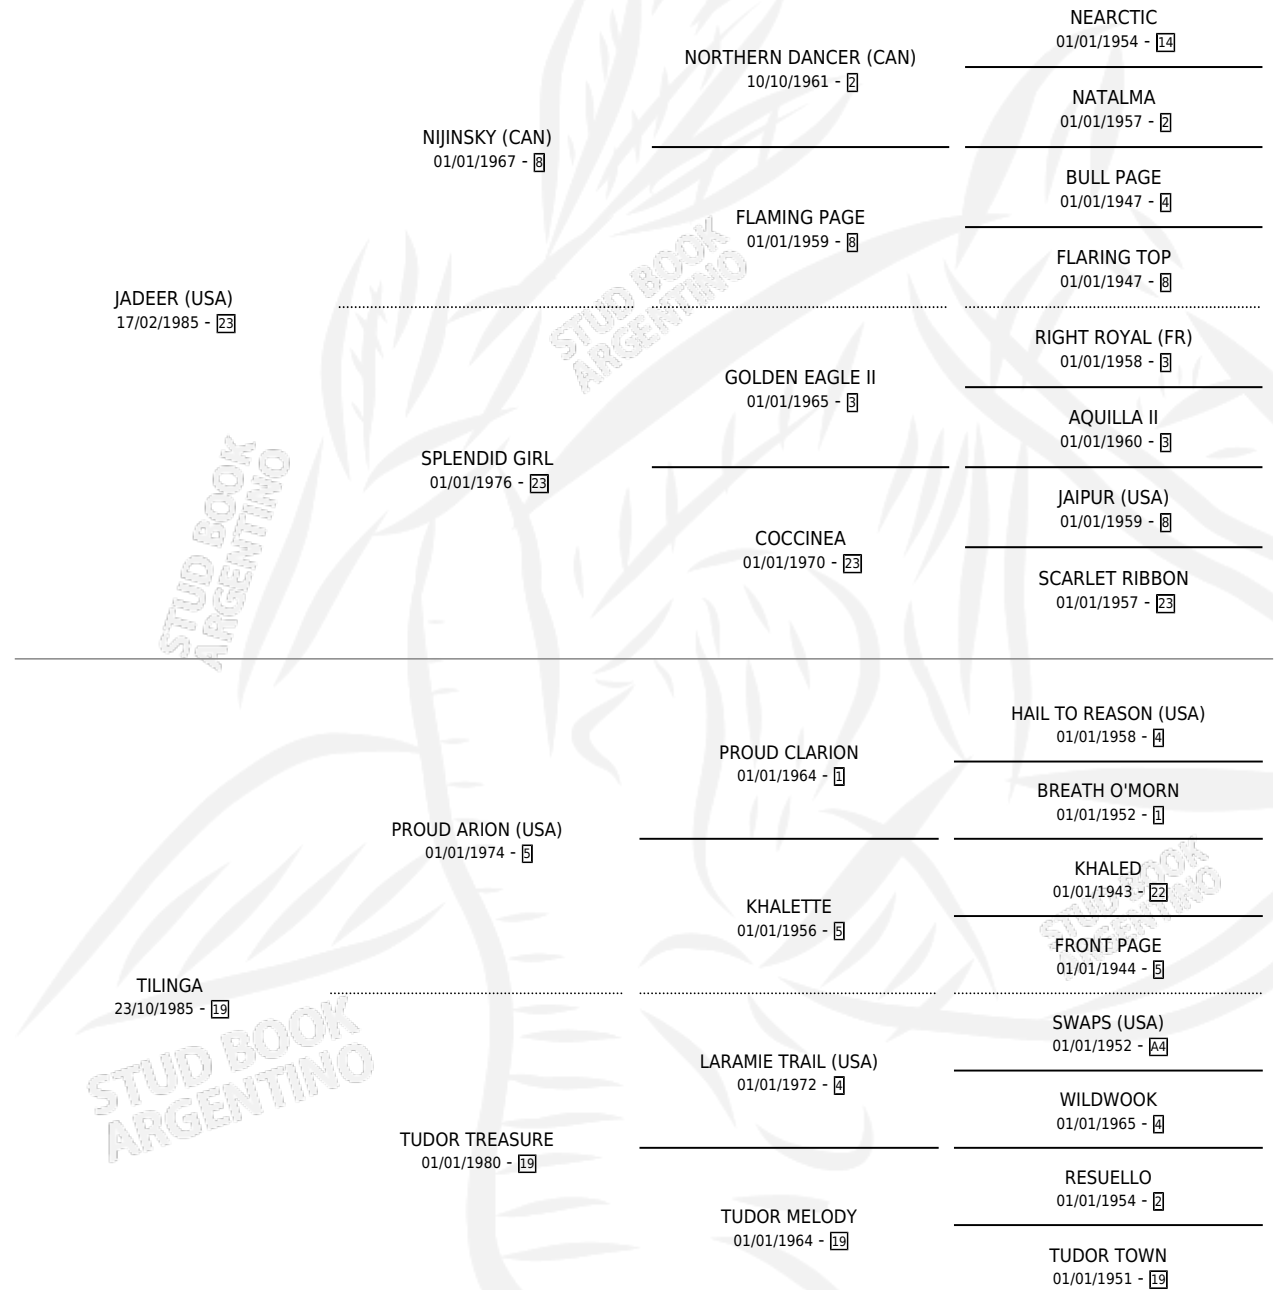 NEARCTIC
01/01/1954 - 14
NORTHERN DANCER (CAN)
10/10/1961 - 2
NATALMA
01/01/1957 - 2
NIJINSKY (CAN)
01/01/1967 - 8
BULL PAGE
01/01/1947 - 4
FLAMING PAGE
01/01/1959 - 8
FLARING TOP
01/01/1947 - 8
JADEER (USA)
17/02/1985 - 23
STUD BOOK
ARGENTINO
RIGHT ROYAL (FR)
01/01/1958 - 3
GOLDEN EAGLE II
01/01/1965 - 3
AQUILLA II
01/01/1960 - 3
SPLENDID GIRL
01/01/1976 - 23
JAIPUR (USA)
01/01/1959 - 8
COCCINEA
01/01/1970 - 23
SCARLET RIBBON
01/01/1957 - 23
STUD BOOK
ARGENTINO
HAIL TO REASON (USA)
01/01/1958 - 4
PROUD CLARION
01/01/1964 - 1
BREATH O'MORN
01/01/1952 - 1
PROUD ARION (USA)
01/01/1974 - 5
KHALED
01/01/1943 - 22
KHALETTE
01/01/1956 - 5
STUD BOOK
ARGENTINO
FRONT PAGE
01/01/1944 - 5
TILINGA
23/10/1985 - 19
SWAPS (USA)
01/01/1952 - A4
LARAMIE TRAIL (USA)
01/01/1972 - 4
STUD BOOK
ARGENTINO
WILDWOOK
01/01/1965 - 4
TUDOR TREASURE
01/01/1980 - 19
RESUELLO
01/01/1954 - 2
TUDOR MELODY
01/01/1964 - 19
TUDOR TOWN
01/01/1951 - 19